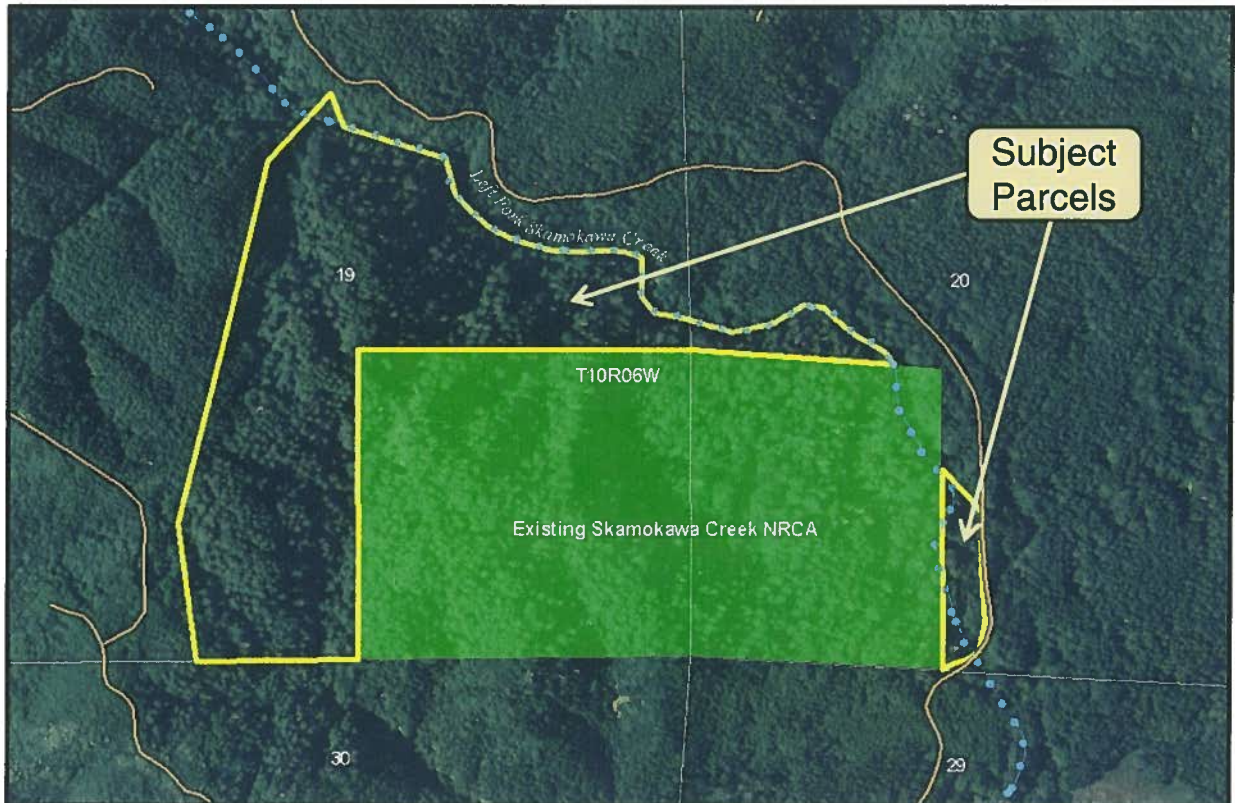 Subject
Parcels
Left Fork Skamokawa Creek
19
20
T10R06W
Existing Skamokawa Creek NRCA
30
29